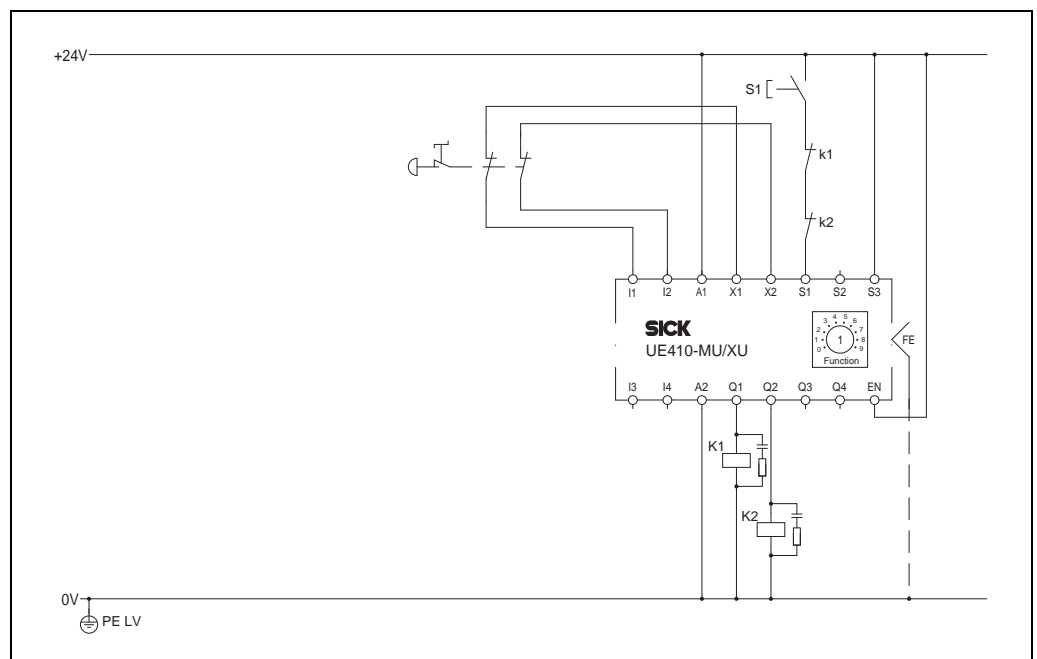 +24V
S1
k1
k2
I1 I2 A1 X1 X2 S1 S2 S3
SICK
UE410-MU/XU
0 1 2 3 4 5 6 7 8 9
1
Function
FE
I3 I4 A2 Q1 Q2 Q3 Q4 EN
K1
K2
0V
PE LV